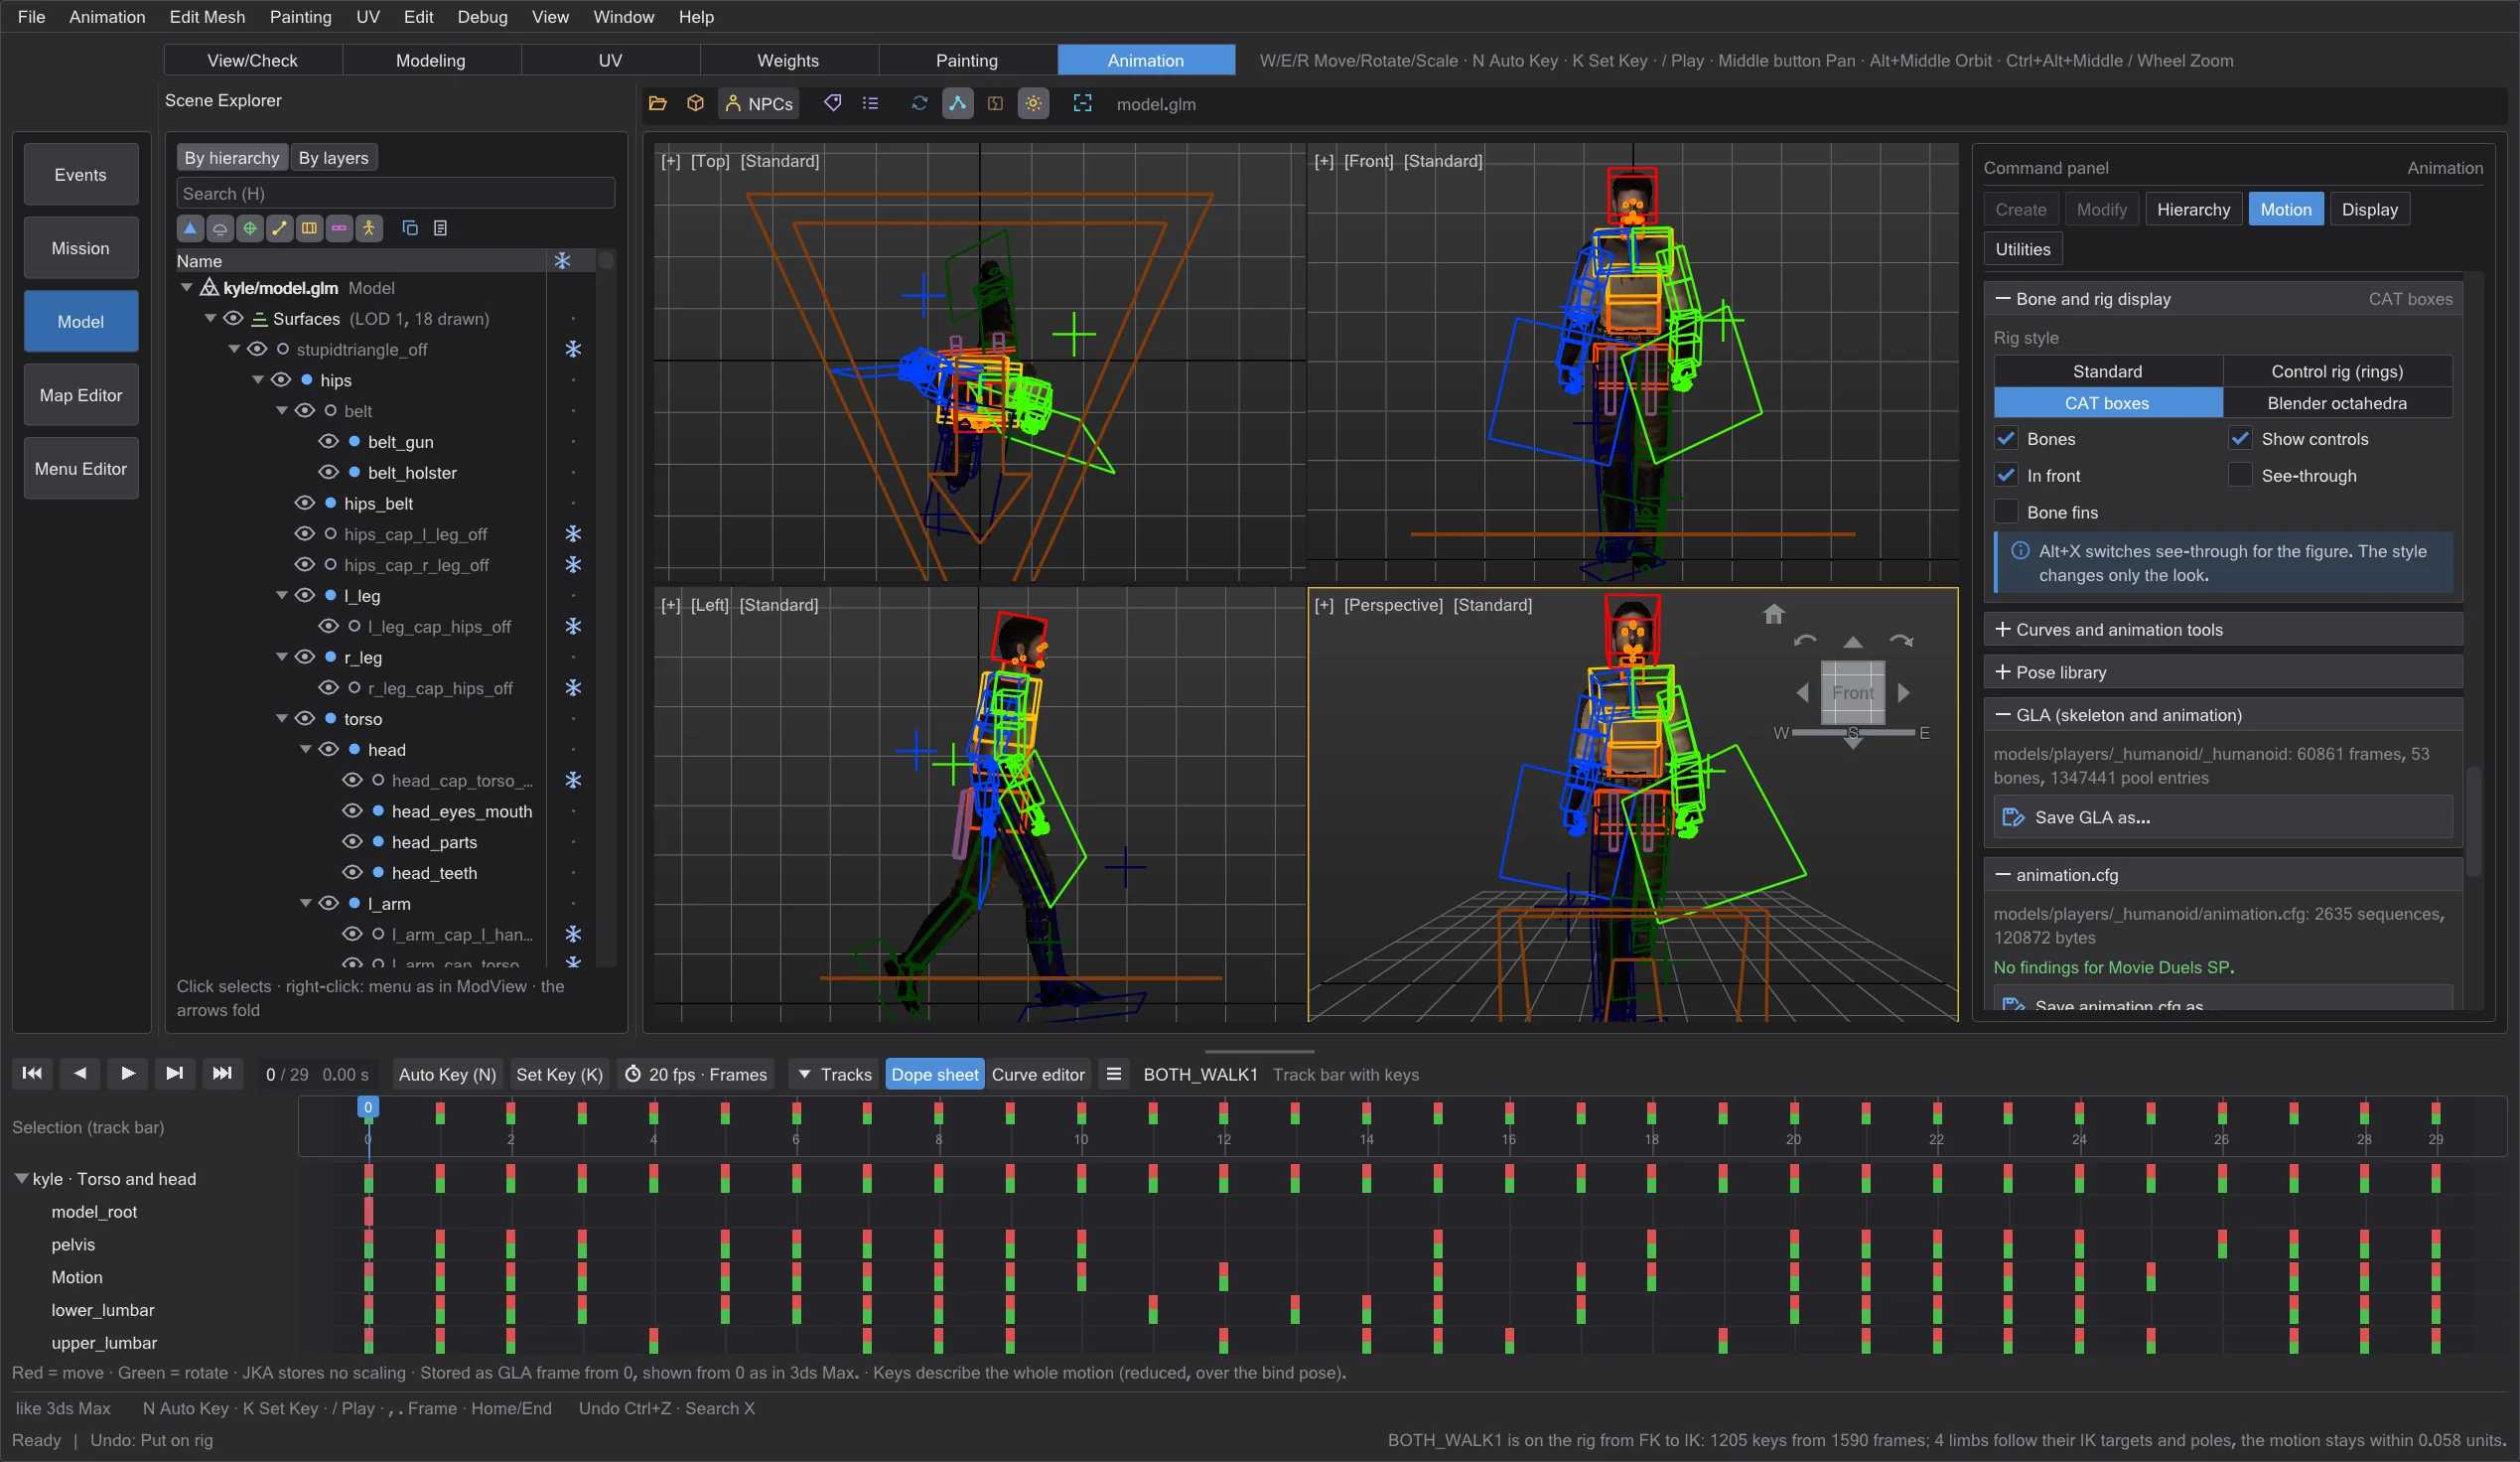 File Animation Edit Mesh Painting UV Edit Debug View Window Help
View/Check Modeling UV Weights Painting Animation W/E/R Move/Rotate/Scale · N Auto Key · K Set Key · / Play · Middle button Pan · Alt+Middle Orbit · Ctrl+Alt+Middle / Wheel Zoom
Scene Explorer
NPCs model.glm
Events
Mission
Model
Map Editor
Menu Editor
By hierarchy By layers
Search (H)
Name
kyle/model.glm Model
Surfaces (LOD 1, 18 drawn)
stupidtriangle_off
hips
belt
belt_gun
belt_holster
hips_belt
hips_cap_l_leg_off
hips_cap_r_leg_off
l_leg
l_leg_cap_hips_off
r_leg
r_leg_cap_hips_off
torso
head
head_cap_torso_...
head_eyes_mouth
head_parts
head_teeth
l_arm
l_arm_cap_l_han...
l_arm_cap_torso
Click selects · right-click: menu as in ModView · the
arrows fold
[+] [Top] [Standard]
[+] [Front] [Standard]
[+] [Left] [Standard]
[+] [Perspective] [Standard]
Front
W S E
Command panel Animation
Create Modify Hierarchy Motion Display
Utilities
Bone and rig display CAT boxes
Rig style
Standard Control rig (rings)
CAT boxes Blender octahedra
Bones Show controls
In front See-through
Bone fins
Alt+X switches see-through for the figure. The style
changes only the look.
Curves and animation tools
Pose library
GLA (skeleton and animation)
models/players/_humanoid/_humanoid: 60861 frames, 53
bones, 1347441 pool entries
Save GLA as...
animation.cfg
models/players/_humanoid/animation.cfg: 2635 sequences,
120872 bytes
No findings for Movie Duels SP.
Save animation.cfg as...
0 / 29 0.00 s Auto Key (N) Set Key (K) 20 fps · Frames Tracks Dope sheet Curve editor BOTH_WALK1 Track bar with keys
0
Selection (track bar)
0 2 4 6 8 10 12 14 16 18 20 22 24 26 28 29
kyle · Torso and head
model_root
pelvis
Motion
lower_lumbar
upper_lumbar
Red = move · Green = rotate · JKA stores no scaling · Stored as GLA frame from 0, shown from 0 as in 3ds Max. · Keys describe the whole motion (reduced, over the bind pose).
like 3ds Max N Auto Key · K Set Key · / Play · , . Frame · Home/End Undo Ctrl+Z · Search X
Ready | Undo: Put on rig
BOTH_WALK1 is on the rig from FK to IK: 1205 keys from 1590 frames; 4 limbs follow their IK targets and poles, the motion stays within 0.058 units.